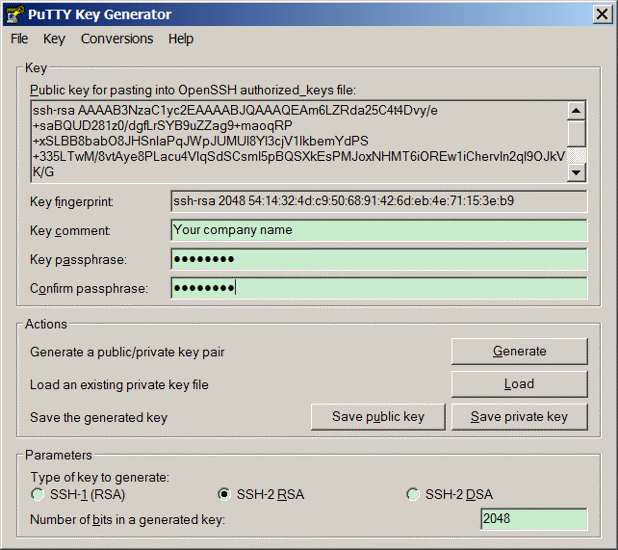 PuTTY Key Generator
File Key Conversions Help
Key
Public key for pasting into OpenSSH authorized_keys file:
ssh-rsa AAAAB3NzaC1yc2EAAAABJQAAAQEAm6LZRda25C4t4Dvy/e
+saBQUD281z0/dgfLrSYB9uZZag9+maoqRP
+xSLBB8babO8JHSnIaPqJWpJUMUl8Yl3cjV1IkbemYdPS
+335LTwM/8vtAye8PLacu4VlqSdSCsmI5pBQSXkEsPMJoxNHMT6iOREw1iChervIn2ql9OJkV
K/G
Key fingerprint: ssh-rsa 2048 54:14:32:4d:c9:50:68:91:42:6d:eb:4e:71:15:3e:b9
Key comment: Your company name
Key passphrase: ●●●●●●●●
Confirm passphrase: ●●●●●●●●
Actions
Generate a public/private key pair Generate
Load an existing private key file Load
Save the generated key Save public key Save private key
Parameters
Type of key to generate:
SSH-1 (RSA) SSH-2 RSA SSH-2 DSA
Number of bits in a generated key: 2048